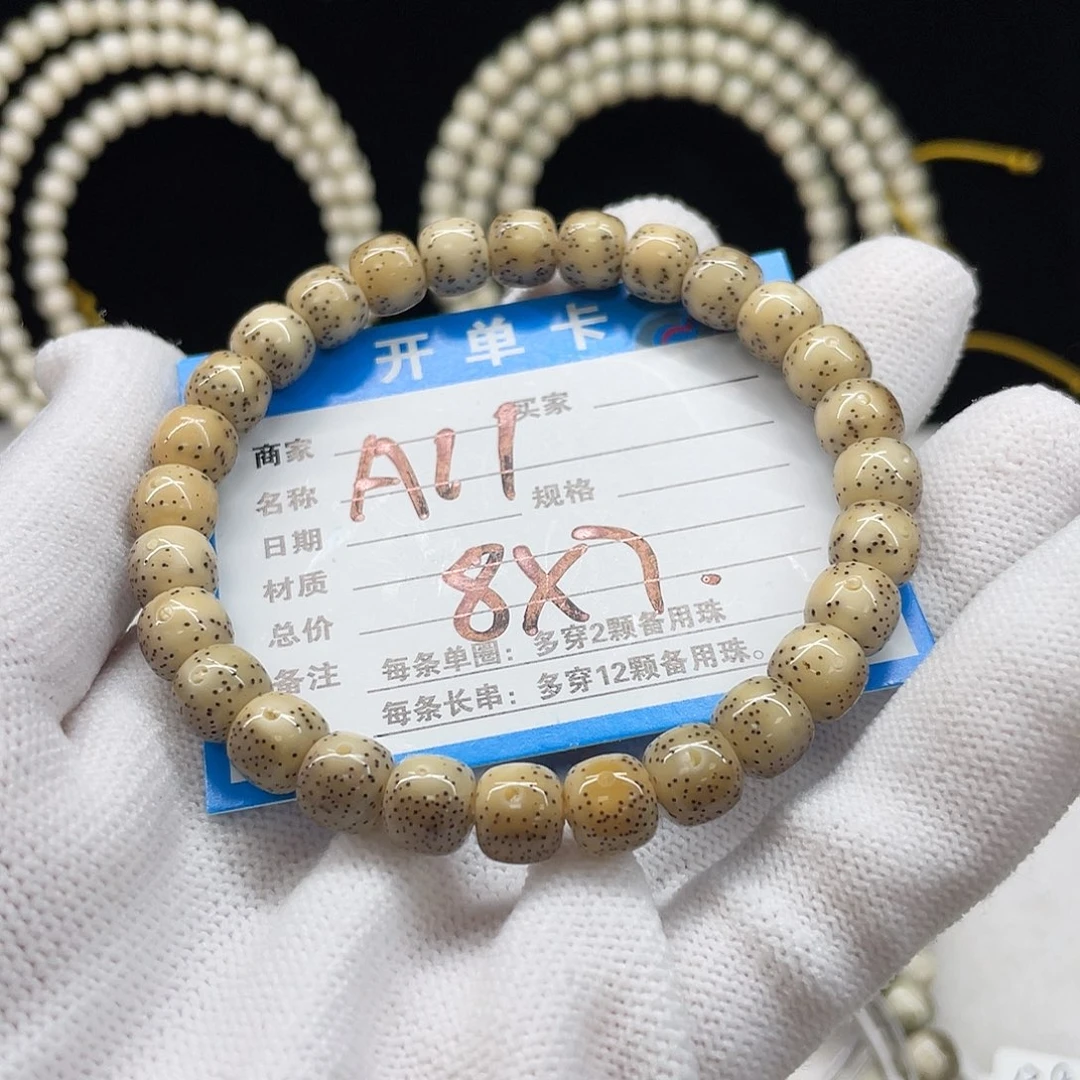 开单卡
商家 买家
名称 A11 规格
日期
材质 8X7.
总价
备注 每条单圈：多穿2颗备用珠
每条长串：多穿12颗备用珠。